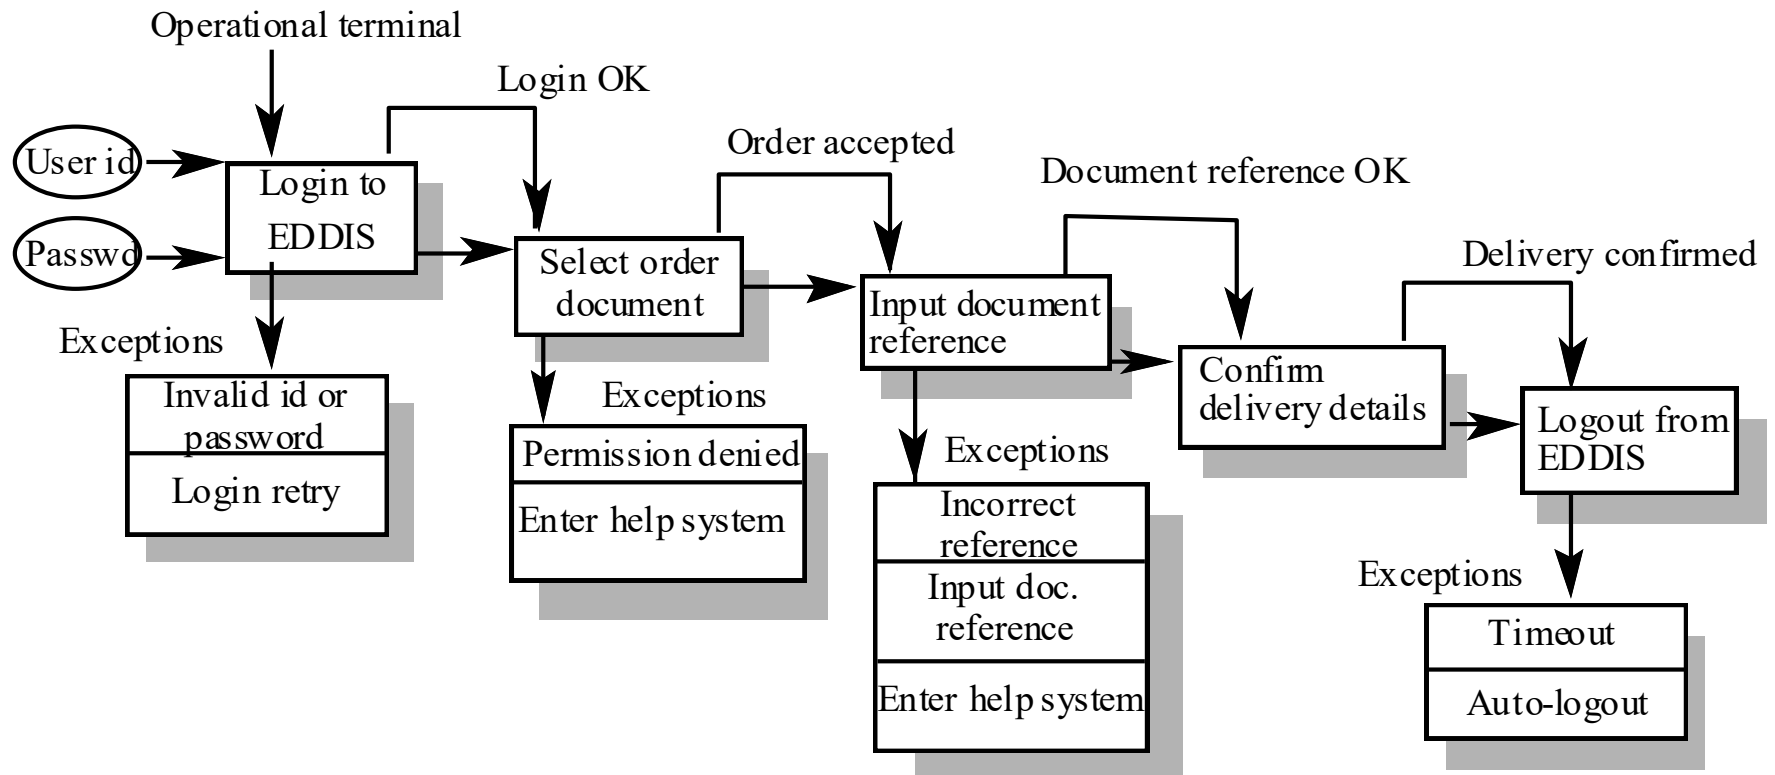 Operational terminal
Login OK
Order accepted
Document reference OK
Delivery confirmed
User id
Passwd
Login to
EDDIS
Select order
document
Input document
reference
Confirm
delivery details
Logout from
EDDIS
Exceptions
Invalid id or
password
Login retry
Exceptions
Permission denied
Enter help system
Exceptions
Incorrect
reference
Input doc.
reference
Enter help system
Exceptions
Timeout
Auto-logout